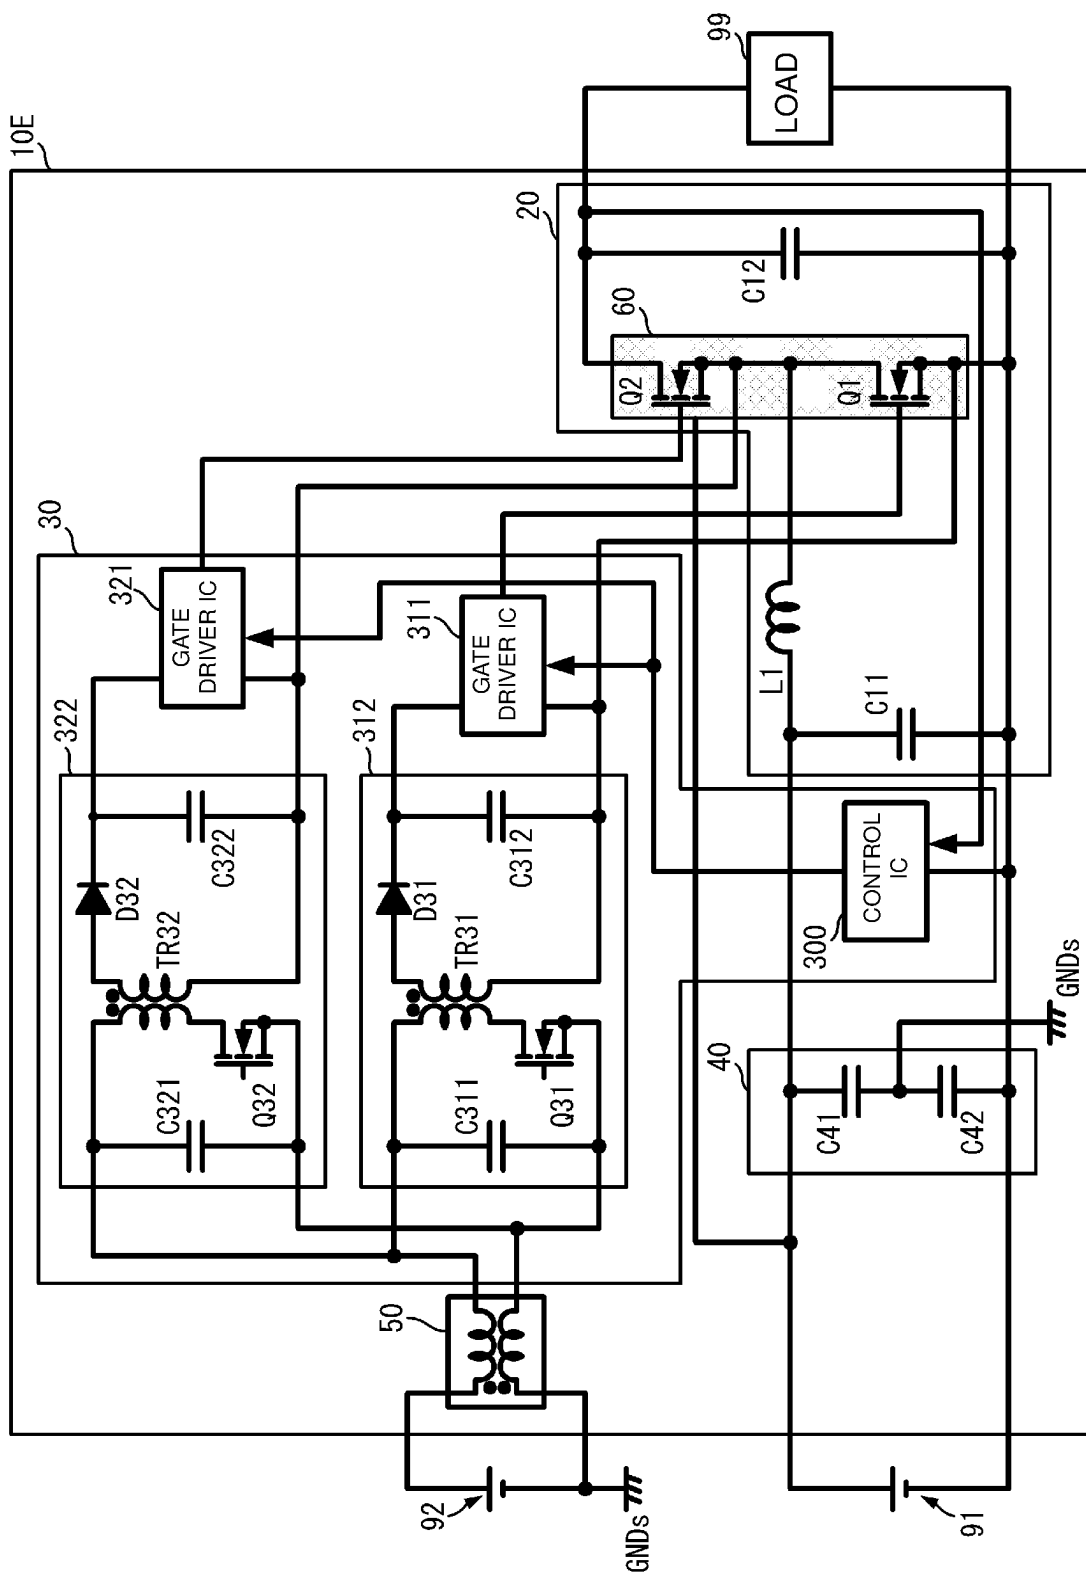 10E
30
321
GATE
DRIVER IC
322
D32
C322
TR32
C321
Q32
311
GATE
DRIVER IC
312
D31
C312
TR31
C311
Q31
50
92
GNDs
20
60
Q2
Q1
C12
99
LOAD
L1
C11
300
CONTROL
IC
40
C41
C42
GNDs
91